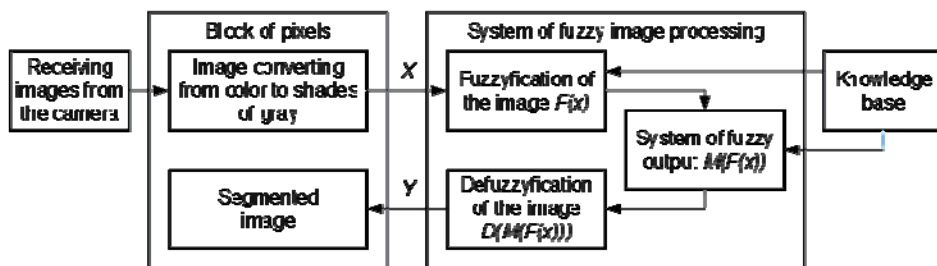 Block of pixels
System of fuzzy image processing
Receiving
images from
the camera
Image converting
from color to shades
of gray
X
Fuzzyfication of
the image F(x)
Knowledge
base
System of fuzzy
output: M(F(x))
Segmented
image
Y
Defuzzyfication
of the image
D(M(F(x)))